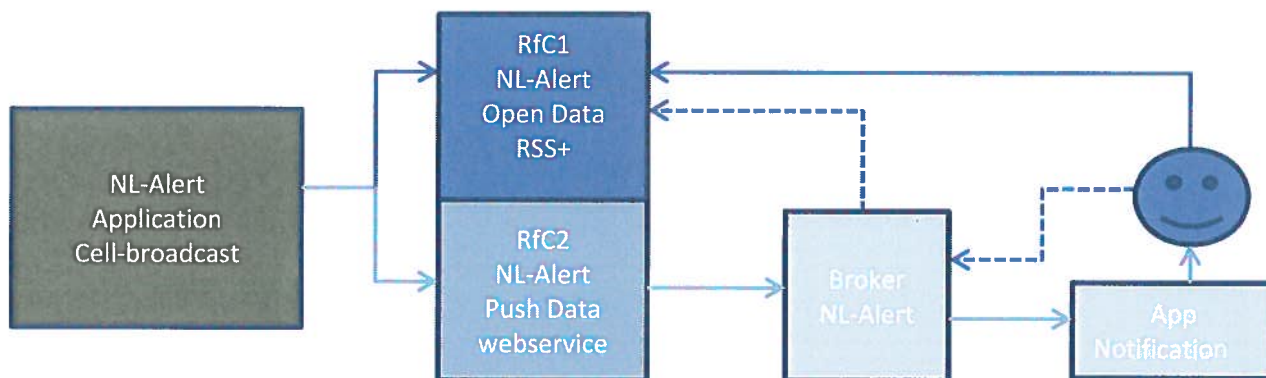 NL-Alert
Application
Cell-broadcast
RfC1
NL-Alert
Open Data
RSS+
RfC2
NL-Alert
Push Data
webservice
Broker
NL-Alert
App
Notification